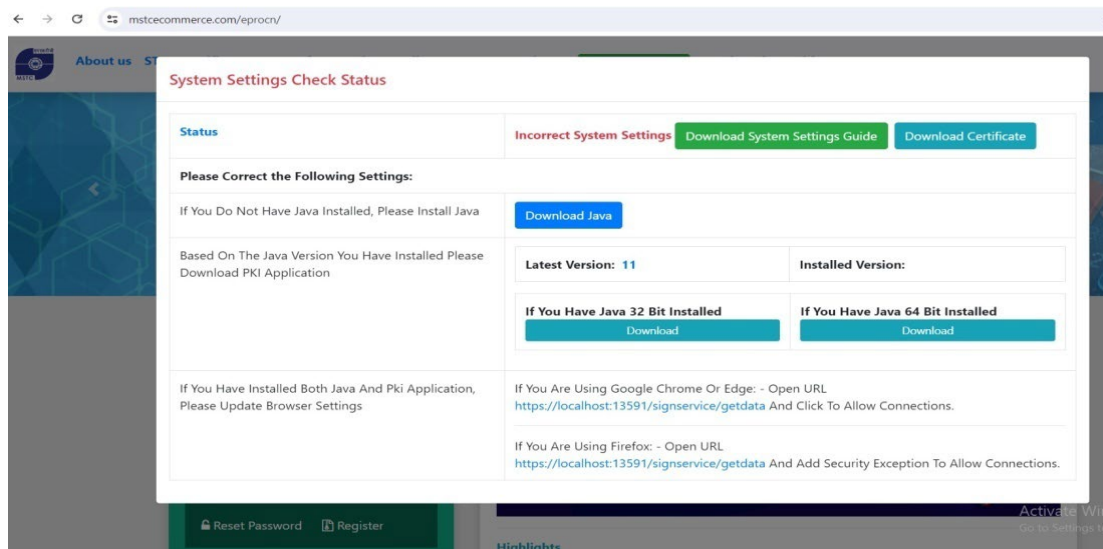 mstcecommerce.com/eprocn/
MSTC
About us
System Settings Check Status
Status
Incorrect System Settings
Download System Settings Guide
Download Certificate
Please Correct the Following Settings:
If You Do Not Have Java Installed, Please Install Java
Download Java
Based On The Java Version You Have Installed Please
Download PKI Application
Latest Version: 11
Installed Version:
If You Have Java 32 Bit Installed
Download
If You Have Java 64 Bit Installed
Download
If You Have Installed Both Java And Pki Application,
Please Update Browser Settings
If You Are Using Google Chrome Or Edge: - Open URL
https://localhost:13591/signservice/getdata And Click To Allow Connections.
If You Are Using Firefox: - Open URL
https://localhost:13591/signservice/getdata And Add Security Exception To Allow Connections.
Reset Password
Register
Highlights
Activate
Go to Settings